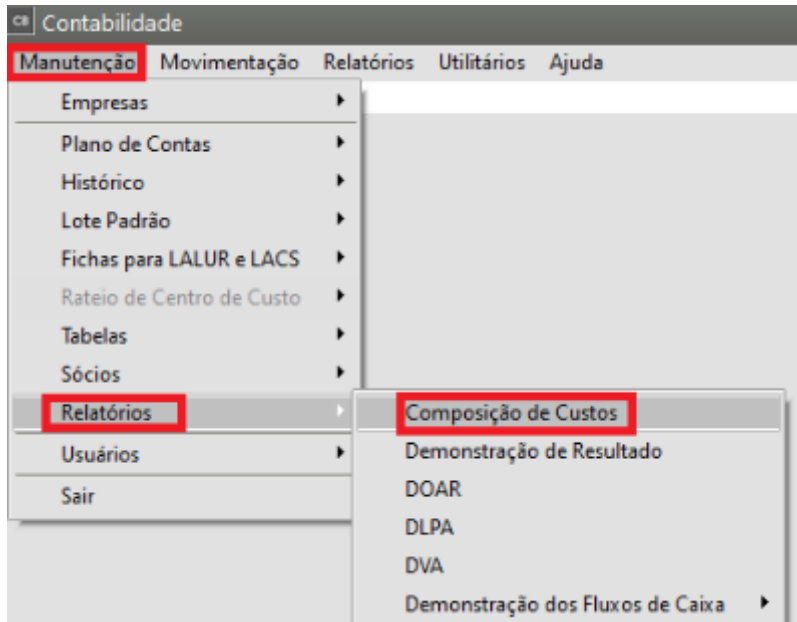 CB Contabilidade
Manutenção Movimentação Relatórios Utilitários Ajuda
Empresas
Plano de Contas
Histórico
Lote Padrão
Fichas para LALUR e LACS
Rateio de Centro de Custo
Tabelas
Sócios
Relatórios
Usuários
Sair
Composição de Custos
Demonstração de Resultado
DOAR
DLPA
DVA
Demonstração dos Fluxos de Caixa